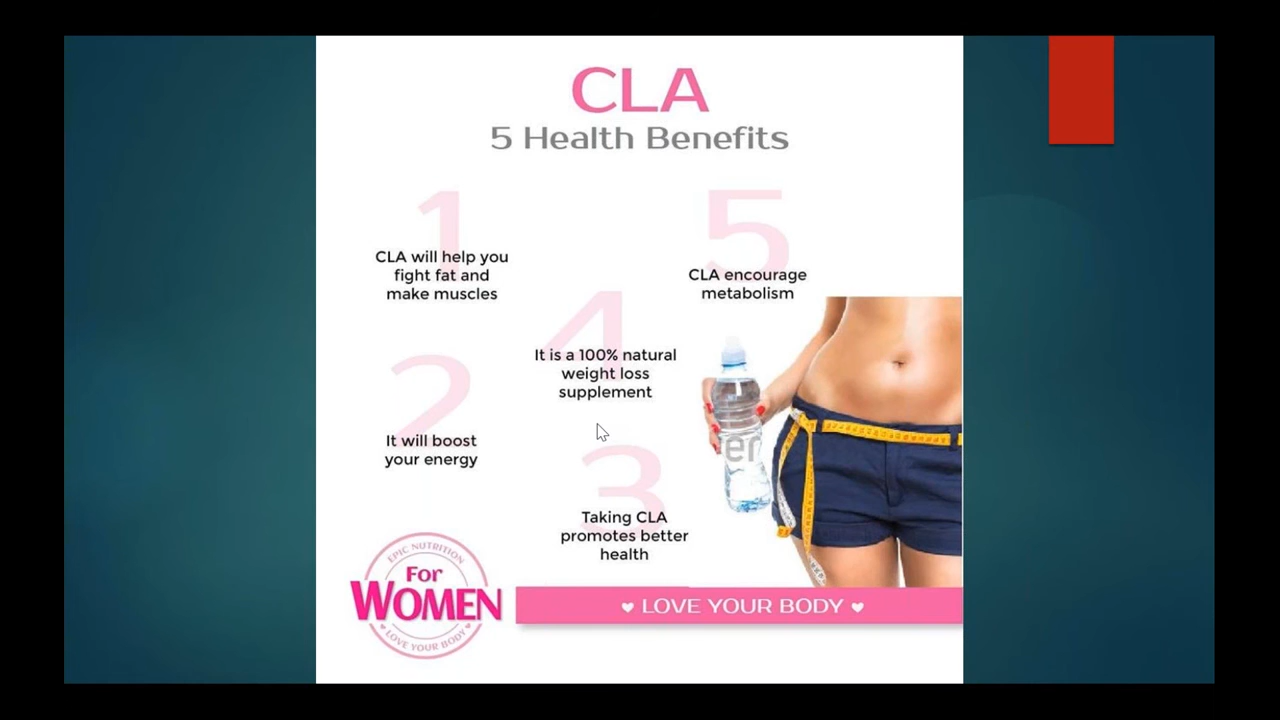 CLA
5 Health Benefits
1
CLA will help you
fight fat and
make muscles
2
It will boost
your energy
3
Taking CLA
promotes better
health
4
It is a 100% natural
weight loss
supplement
5
CLA encourage
metabolism
er
EPIC NUTRITION
For
WOMEN
LOVE YOUR BODY
♥ LOVE YOUR BODY ♥